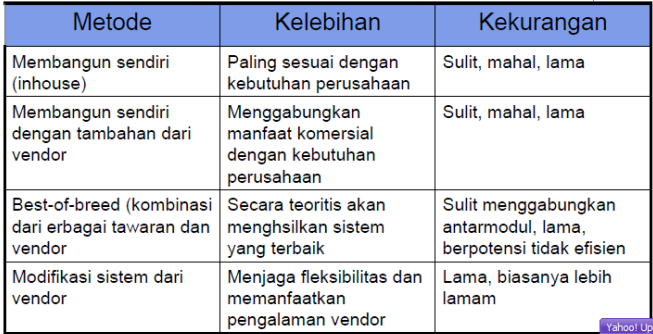 Metode Kelebihan Kekurangan
Membangun sendiri
(inhouse)
Paling sesuai dengan
kebutuhan perusahaan
Sulit, mahal, lama
Membangun sendiri
dengan tambahan dari
vendor
Menggabungkan
manfaat komersial
dengan kebutuhan
perusahaan
Sulit, mahal, lama
Best-of-breed (kombinasi
dari erbagai tawaran dan
vendor
Secara teoritis akan
menghsilkan sistem
yang terbaik
Sulit menggabungkan
antarmodul, lama,
berpotensi tidak efisien
Modifikasi sistem dari
vendor
Menjaga fleksibilitas dan
memanfaatkan
pengalaman vendor
Lama, biasanya lebih
lamam
Yahoo! Up